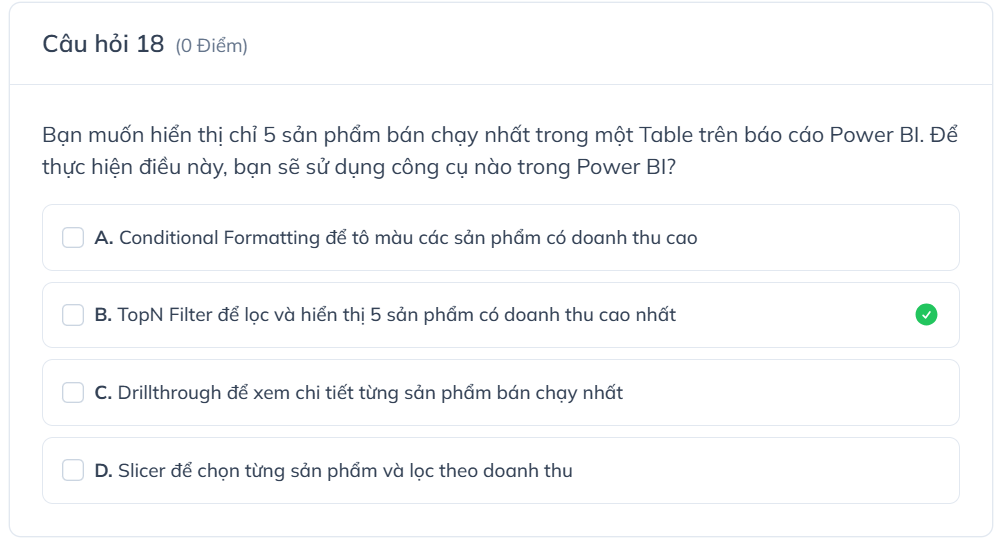 Câu hỏi 18 (0 Điểm)
Bạn muốn hiển thị chỉ 5 sản phẩm bán chạy nhất trong một Table trên báo cáo Power BI. Để
thực hiện điều này, bạn sẽ sử dụng công cụ nào trong Power BI?
A. Conditional Formatting để tô màu các sản phẩm có doanh thu cao
B. TopN Filter để lọc và hiển thị 5 sản phẩm có doanh thu cao nhất
C. Drillthrough để xem chi tiết từng sản phẩm bán chạy nhất
D. Slicer để chọn từng sản phẩm và lọc theo doanh thu